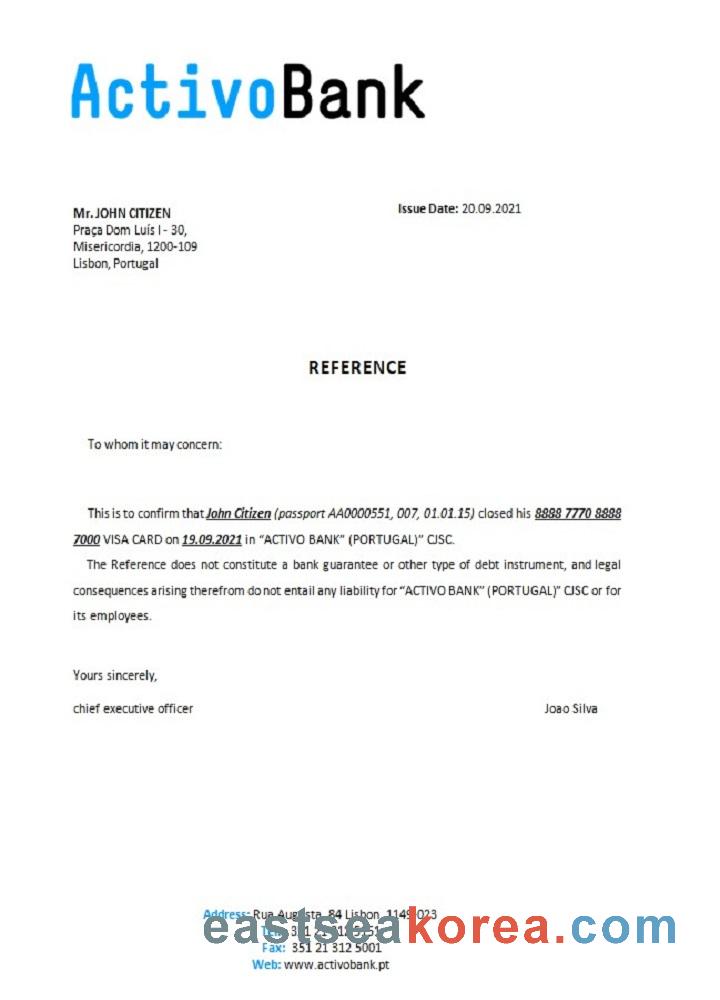 ActivoBank
Mr. JOHN CITIZEN
Praça Dom Luís I - 30,
Misericordia, 1200-109
Lisbon, Portugal
Issue Date: 20.09.2021
REFERENCE
To whom it may concern:
This is to confirm that John Citizen (passport AA0000551, 007, 01.01.15) closed his 8888 7770 8888
7000 VISA CARD on 19.09.2021 in “ACTIVO BANK” (PORTUGAL)” CJSC.
The Reference does not constitute a bank guarantee or other type of debt instrument, and legal
consequences arising therefrom do not entail any liability for “ACTIVO BANK” (PORTUGAL)” CJSC or for
its employees.
Yours sincerely,
chief executive officer
Joao Silva
Address: Rua Augusta, 84 Lisbon, 1149-023
eastseakorea.com
Fax: 351 21 312 5001
Web: www.activobank.pt